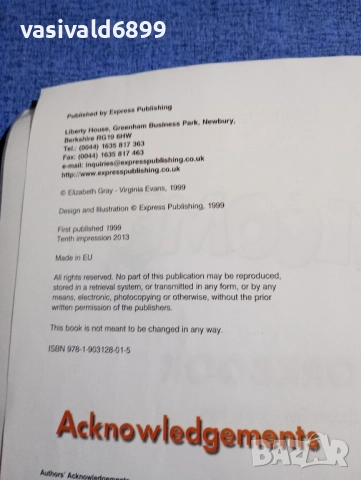 vasivald6899
Published by Express Publishing
Liberty House, Greenham Business Park, Newbury,
Berkshire RG19 6HW
Tel.: (0044) 1635 817 363
Fax: (0044) 1635 817 463
e-mail: inquiries@expresspublishing.co.uk
http://www.expresspublishing.co.uk
© Elizabeth Gray - Virginia Evans, 1999
Design and Illustration © Express Publishing, 1999
First published 1999
Tenth impression 2013
Made in EU
All rights reserved. No part of this publication may be reproduced,
stored in a retrieval system, or transmitted in any form, or by any
means, electronic, photocopying or otherwise, without the prior
written permission of the publishers.
This book is not meant to be changed in any way.
ISBN 978-1-903128-01-5
Acknowledgements
Authors' Acknowledgements
BAZAR